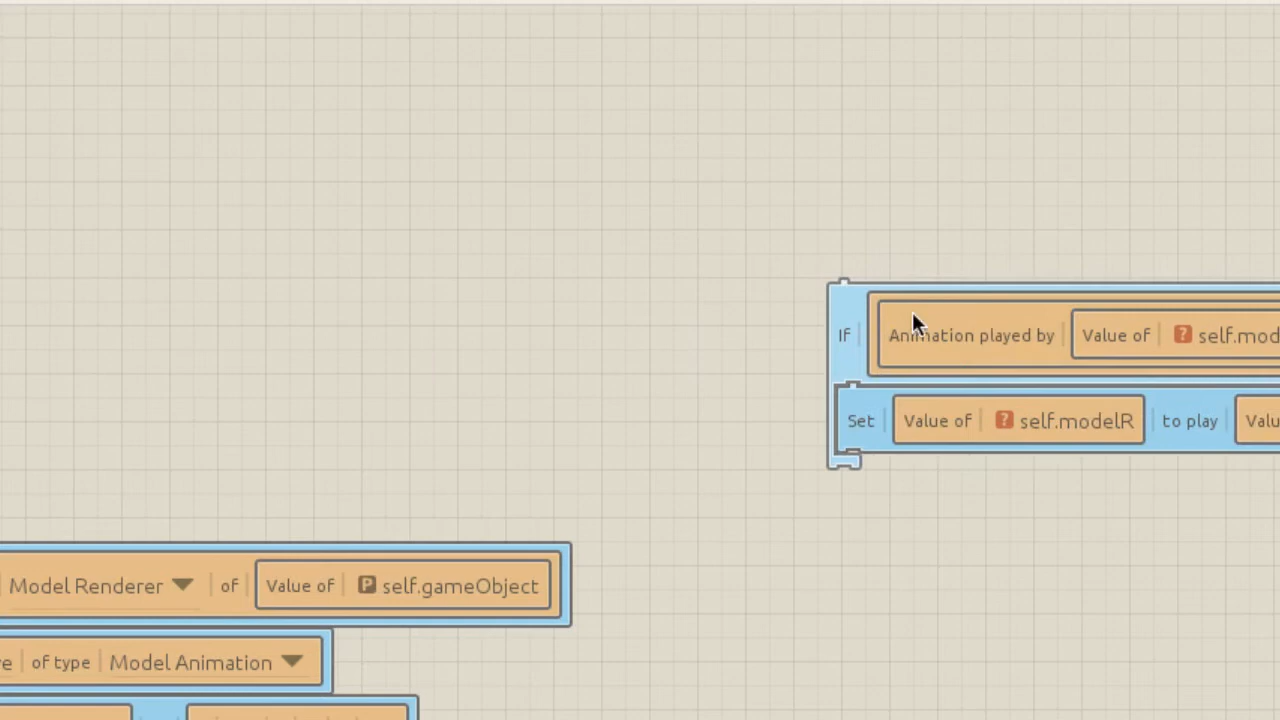 If Animation played by Value of ? self.mod
Set Value of ? self.modelR to play Valu
Model Renderer of Value of P self.gameObject
of type Model Animation